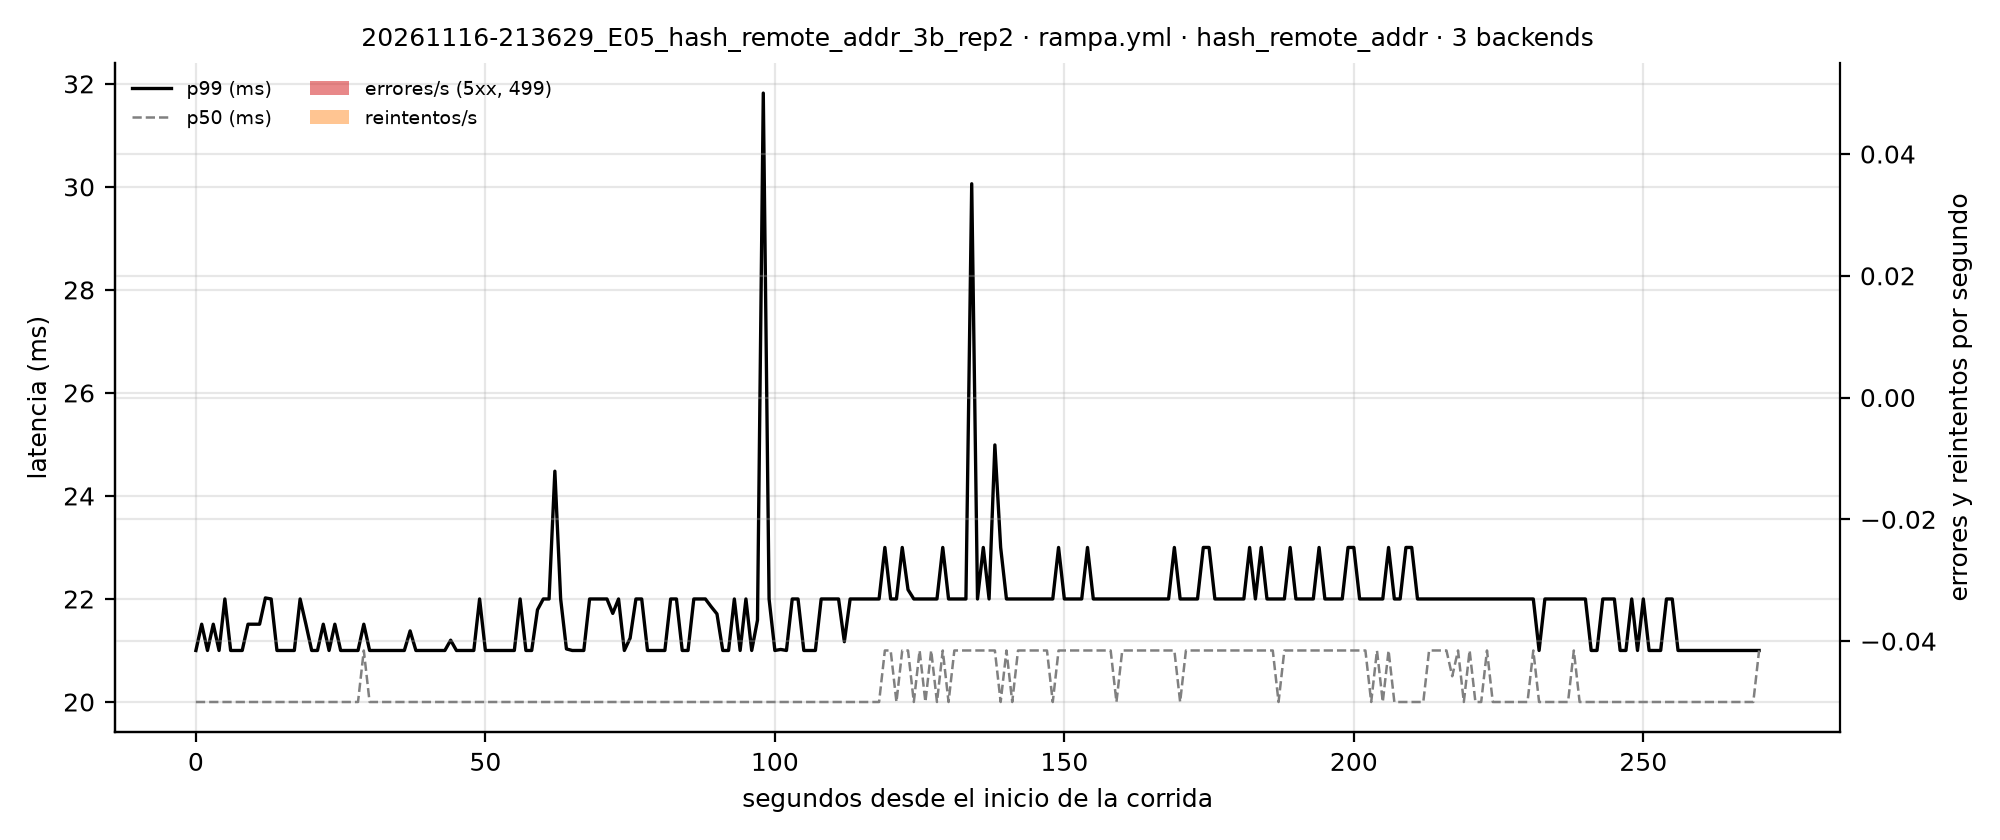 20261116-213629_E05_hash_remote_addr_3b_rep2 · rampa.yml · hash_remote_addr · 3 backends
p99 (ms)
p50 (ms)
errores/s (5xx, 499)
reintentos/s
latencia (ms)
32
30
28
26
24
22
20
0.04
0.02
0.00
−0.02
−0.04
errores y reintentos por segundo
0
50
100
150
200
250
segundos desde el inicio de la corrida